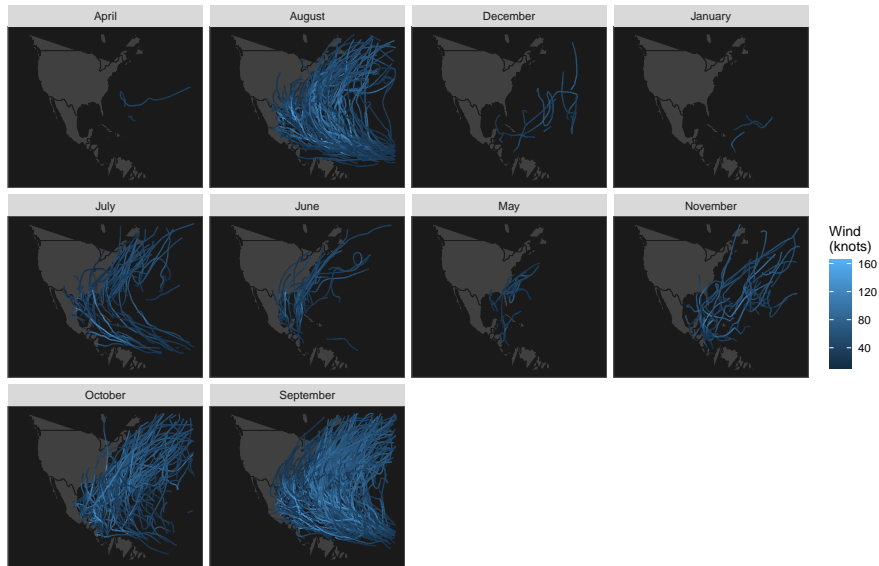 April
August
December
January
July
June
May
November
October
September
Wind
(knots)
160
120
80
40